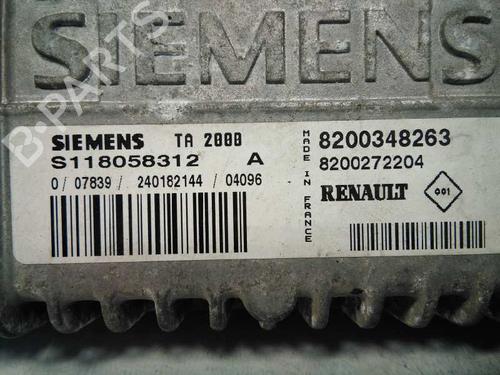 SIEMENS
B-PARTS
SIEMENS TA 2000
S118058312 A
0 / 07839 / 240182144 / 04096
MADE IN FRANCE
8200348263
8200272204
RENAULT
001